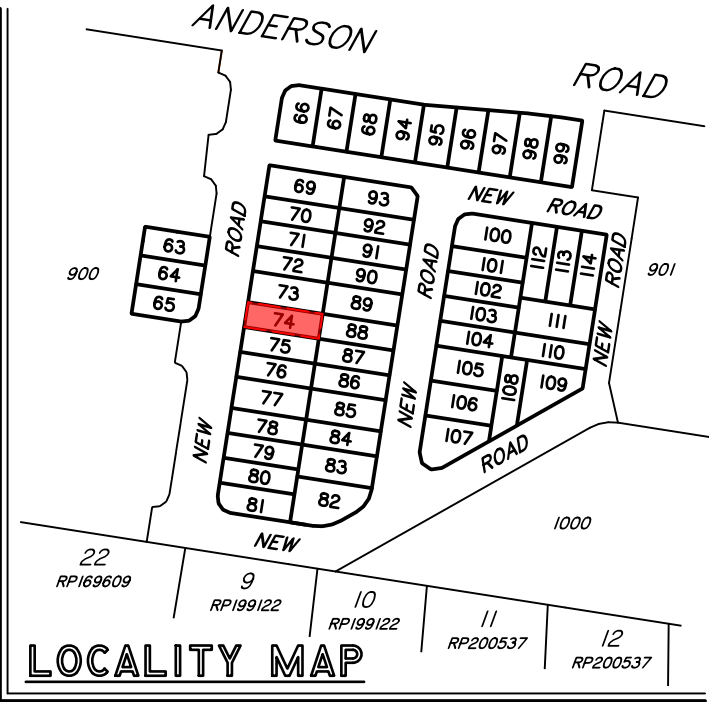 ANDERSON ROAD
66 67 68 94 95 96 97 98 99
NEW ROAD
69 93
70 92
71 91
72 90
73 89
74 88
75 87
76 86
77 85
78 84
79 83
80 82
81
ROAD
NEW
63
64
65
900
ROAD
NEW
100 112 113 114
101
102
103 111
104 110
105 108 109
106
107
ROAD
NEW
901
ROAD
NEW
1000
22
RP169609
9
RP199122
10
RP199122
11
RP200537
12
RP200537
LOCALITY MAP